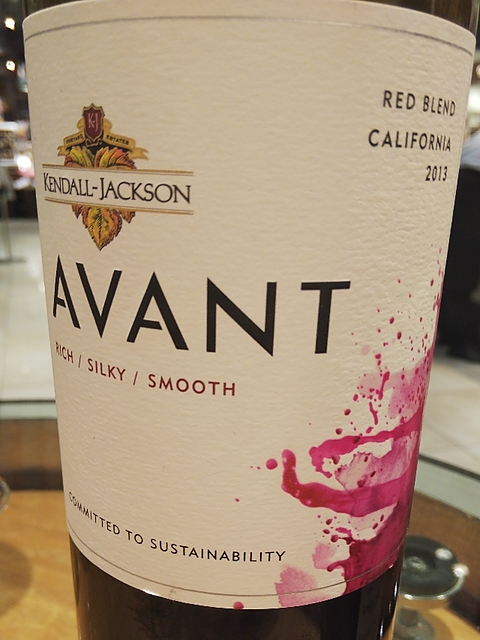 RED BLEND
CALIFORNIA
2013
K-J
KENDALL-JACKSON
AVANT
RICH / SILKY / SMOOTH
COMMITTED TO SUSTAINABILITY